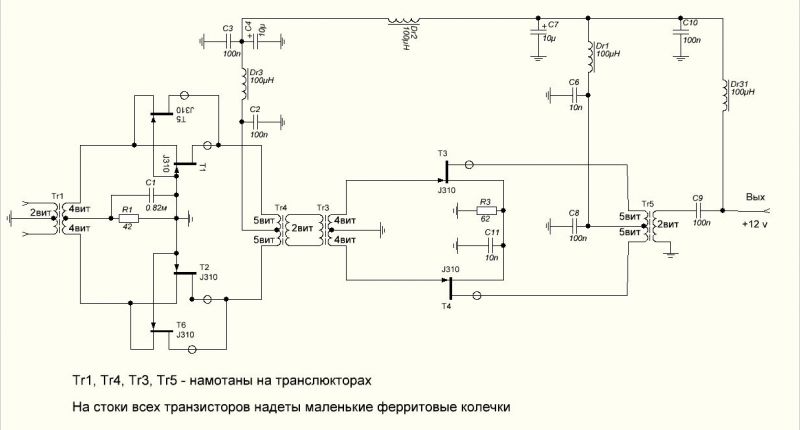 C3
100n
C4
10µ
+
Dr2
100µH
C7
10µ
+
Dr1
100µH
C10
100n
Dr3
100µH
Dr31
100µH
C6
10n
C2
100n
T5
J310
J310
T1
T3
J310
Tr1
2вит
4вит
4вит
C1
0.82м
R1
42
Tr4
5вит
5вит
2вит
Tr3
4вит
4вит
R3
62
C11
10n
C8
100n
Tr5
5вит
5вит
2вит
C9
100n
Вых
+12 v
T2
J310
J310
T4
T6
J310
Tr1, Tr4, Tr3, Tr5 - намотаны на транслюкторах
На стоки всех транзисторов надеты маленькие ферритовые колечки